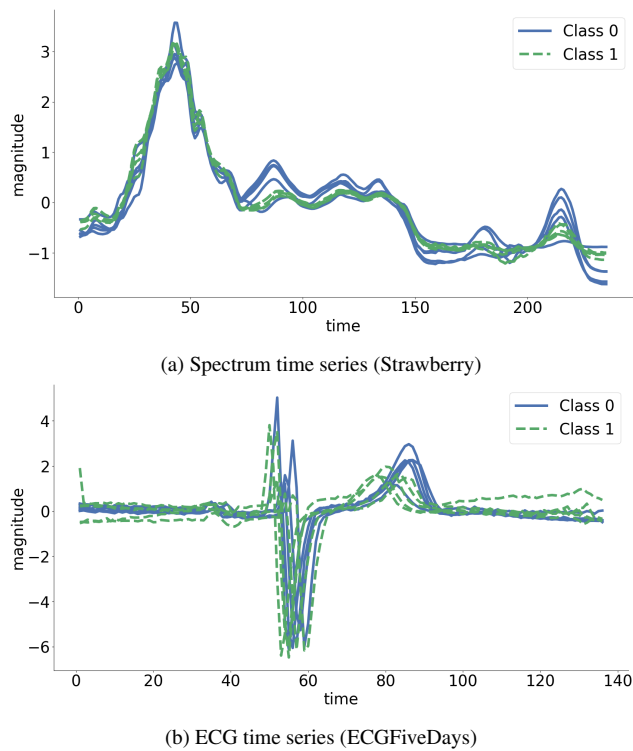 Class 0
Class 1
3
2
1
0
−1
magnitude
0 50 100 150 200
time
(a) Spectrum time series (Strawberry)
Class 0
Class 1
4
2
0
−2
−4
−6
magnitude
0 20 40 60 80 100 120 140
time
(b) ECG time series (ECGFiveDays)